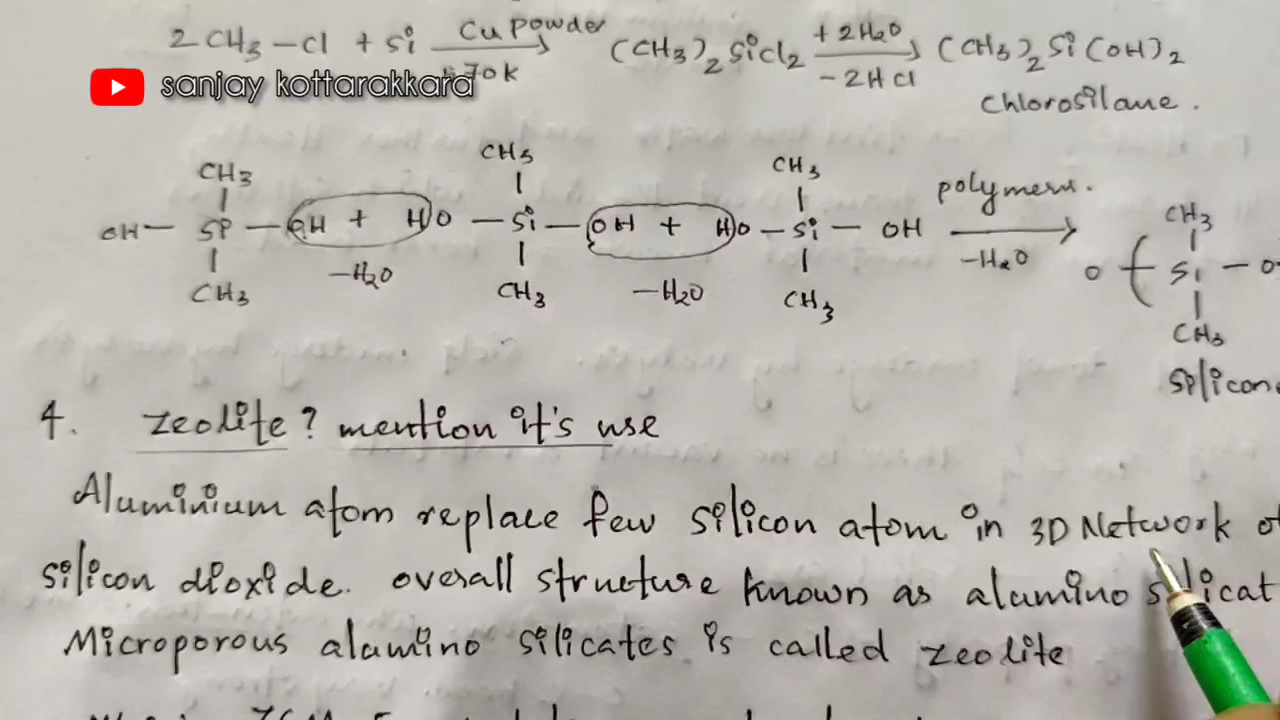 2CH3-Cl + Si Cu powder (CH3)2SiCl2 +2H2O (CH3)2Si(OH)2
70K -2HCl
sanjay kottarakkara
Chlorosilane.
CH3 CH3 CH3
OH- Si -OH + HO -Si- OH + HO -Si- OH polymeri. CH3
-H2O -H2O -H2O O ( Si -O
CH3 CH3 CH3 CH3
Silicon
4. Zeolite? mention it's use
Aluminium atom replace few silicon atom in 3D Network of
silicon dioxide. overall structure known as alumino silicat
Microporous alumino silicates is called zeolite